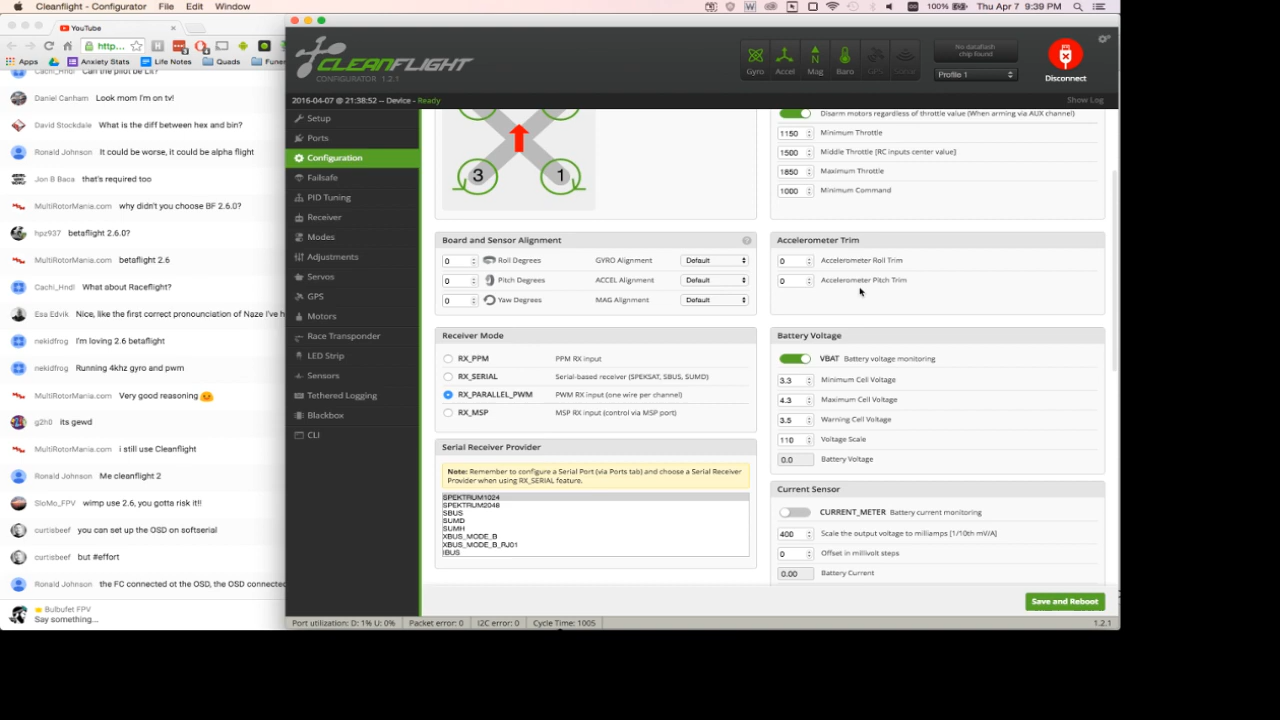 Cleanflight - Configurator File Edit Window
100% Thu Apr 7 9:39 PM
YouTube
http...
Apps Anxiety Stats Life Notes Quads Funer
Cachi_Hndl Can the pilot be Lit?
Daniel Canham Look mom I'm on tv!
David Stockdale What is the diff between hex and bin?
Ronald Johnson It could be worse, it could be alpha flight
Jon B Baca that's required too
MultiRotorMania.com why didn't you choose BF 2.6.0?
hpz937 betaflight 2.6.0?
MultiRotorMania.com betaflight 2.6
Cachi_Hndl What about Raceflight?
Esa Edvik Nice, like the first correct pronounciation of Naze I've h
nekidfrog I'm loving 2.6 betaflight
nekidfrog Running 4khz gyro and pwm
MultiRotorMania.com Very good reasoning
g2h0 its gewd
MultiRotorMania.com i still use Cleanflight
Ronald Johnson Me cleanflight 2
SloMo_FPV wimp use 2.6, you gotta risk it!!
curtisbeef you can set up the OSD on softserial
curtisbeef but #effort
Ronald Johnson the FC connected ot the OSD, the OSD connected
Bulbufet FPV
Say something...
CLEANFLIGHT
CONFIGURATOR 1.2.1
Gyro Accel Mag Baro GPS Sonar
No dataflash
chip found
Profile 1
Disconnect
2016-04-07 @ 21:38:52 -- Device - Ready
Show Log
Setup
Ports
Configuration
Failsafe
PID Tuning
Receiver
Modes
Adjustments
Servos
GPS
Motors
Race Transponder
LED Strip
Sensors
Tethered Logging
Blackbox
CLI
3 1
Disarm motors regardless of throttle value (When arming via AUX channel)
1150 Minimum Throttle
1500 Middle Throttle [RC inputs center value]
1850 Maximum Throttle
1000 Minimum Command
Board and Sensor Alignment
0 Roll Degrees GYRO Alignment Default
0 Pitch Degrees ACCEL Alignment Default
0 Yaw Degrees MAG Alignment Default
Accelerometer Trim
0 Accelerometer Roll Trim
0 Accelerometer Pitch Trim
Receiver Mode
RX_PPM PPM RX input
RX_SERIAL Serial-based receiver (SPEKSAT, SBUS, SUMD)
RX_PARALLEL_PWM PWM RX input (one wire per channel)
RX_MSP MSP RX input (control via MSP port)
Battery Voltage
VBAT Battery voltage monitoring
3.3 Minimum Cell Voltage
4.3 Maximum Cell Voltage
3.5 Warning Cell Voltage
110 Voltage Scale
0.0 Battery Voltage
Serial Receiver Provider
Note: Remember to configure a Serial Port (via Ports tab) and choose a Serial Receiver
Provider when using RX_SERIAL feature.
SPEKTRUM1024
SPEKTRUM2048
SBUS
SUMD
SUMH
XBUS_MODE_B
XBUS_MODE_B_RJ01
IBUS
Current Sensor
CURRENT_METER Battery current monitoring
400 Scale the output voltage to milliamps [1/10th mV/A]
0 Offset in millivolt steps
0.00 Battery Current
Save and Reboot
Port utilization: D: 1% U: 0% Packet error: 0 I2C error: 0 Cycle Time: 1005
1.2.1